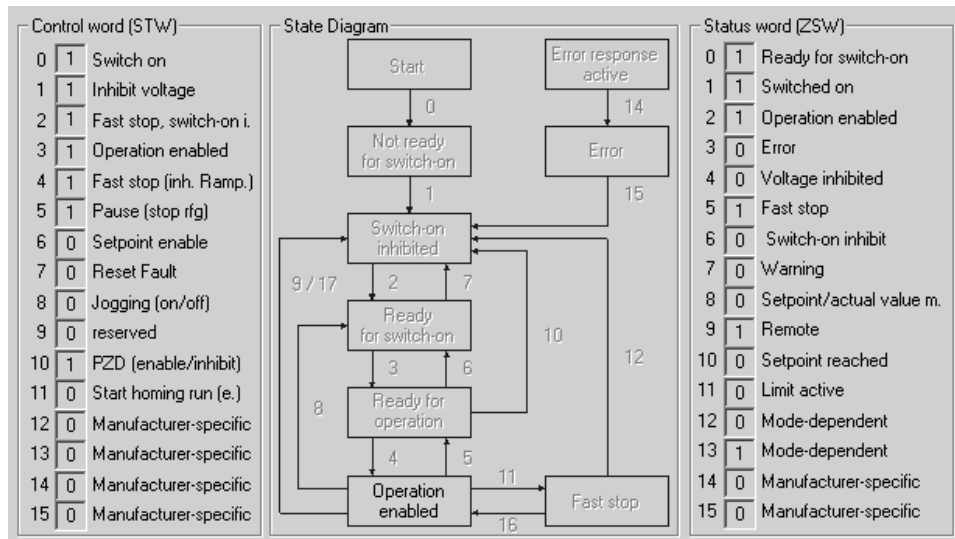 Control word (STW)
0 1 Switch on
1 1 Inhibit voltage
2 1 Fast stop, switch-on i.
3 1 Operation enabled
4 1 Fast stop (inh. Ramp.)
5 1 Pause (stop rfg)
6 0 Setpoint enable
7 0 Reset Fault
8 0 Jogging (on/off)
9 0 reserved
10 1 PZD (enable/inhibit)
11 0 Start homing run (e.)
12 0 Manufacturer-specific
13 0 Manufacturer-specific
14 0 Manufacturer-specific
15 0 Manufacturer-specific
State Diagram
Start
Error response
active
0
14
Not ready
for switch-on
Error
1
15
Switch-on
inhibited
9 / 17
2
7
Ready
for switch-on
10
12
3
6
8
Ready for
operation
4
5
11
Operation
enabled
Fast stop
16
Status word (ZSW)
0 1 Ready for switch-on
1 1 Switched on
2 1 Operation enabled
3 0 Error
4 0 Voltage inhibited
5 1 Fast stop
6 0 Switch-on inhibit
7 0 Warning
8 0 Setpoint/actual value m.
9 1 Remote
10 0 Setpoint reached
11 0 Limit active
12 0 Mode-dependent
13 1 Mode-dependent
14 0 Manufacturer-specific
15 0 Manufacturer-specific